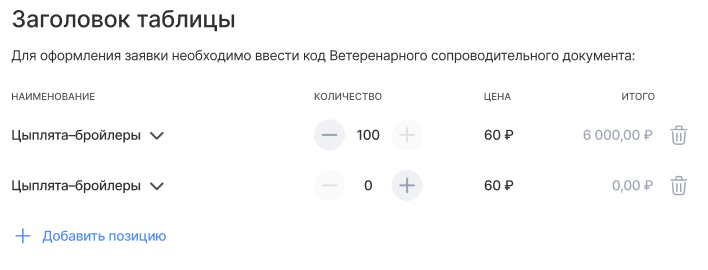 Заголовок таблицы
Для оформления заявки необходимо ввести код Ветеренарного сопроводительного документа:
НАИМЕНОВАНИЕ КОЛИЧЕСТВО ЦЕНА ИТОГО
Цыплята–бройлеры 100 60 ₽ 6 000,00 ₽
Цыплята–бройлеры 0 60 ₽ 0,00 ₽
Добавить позицию